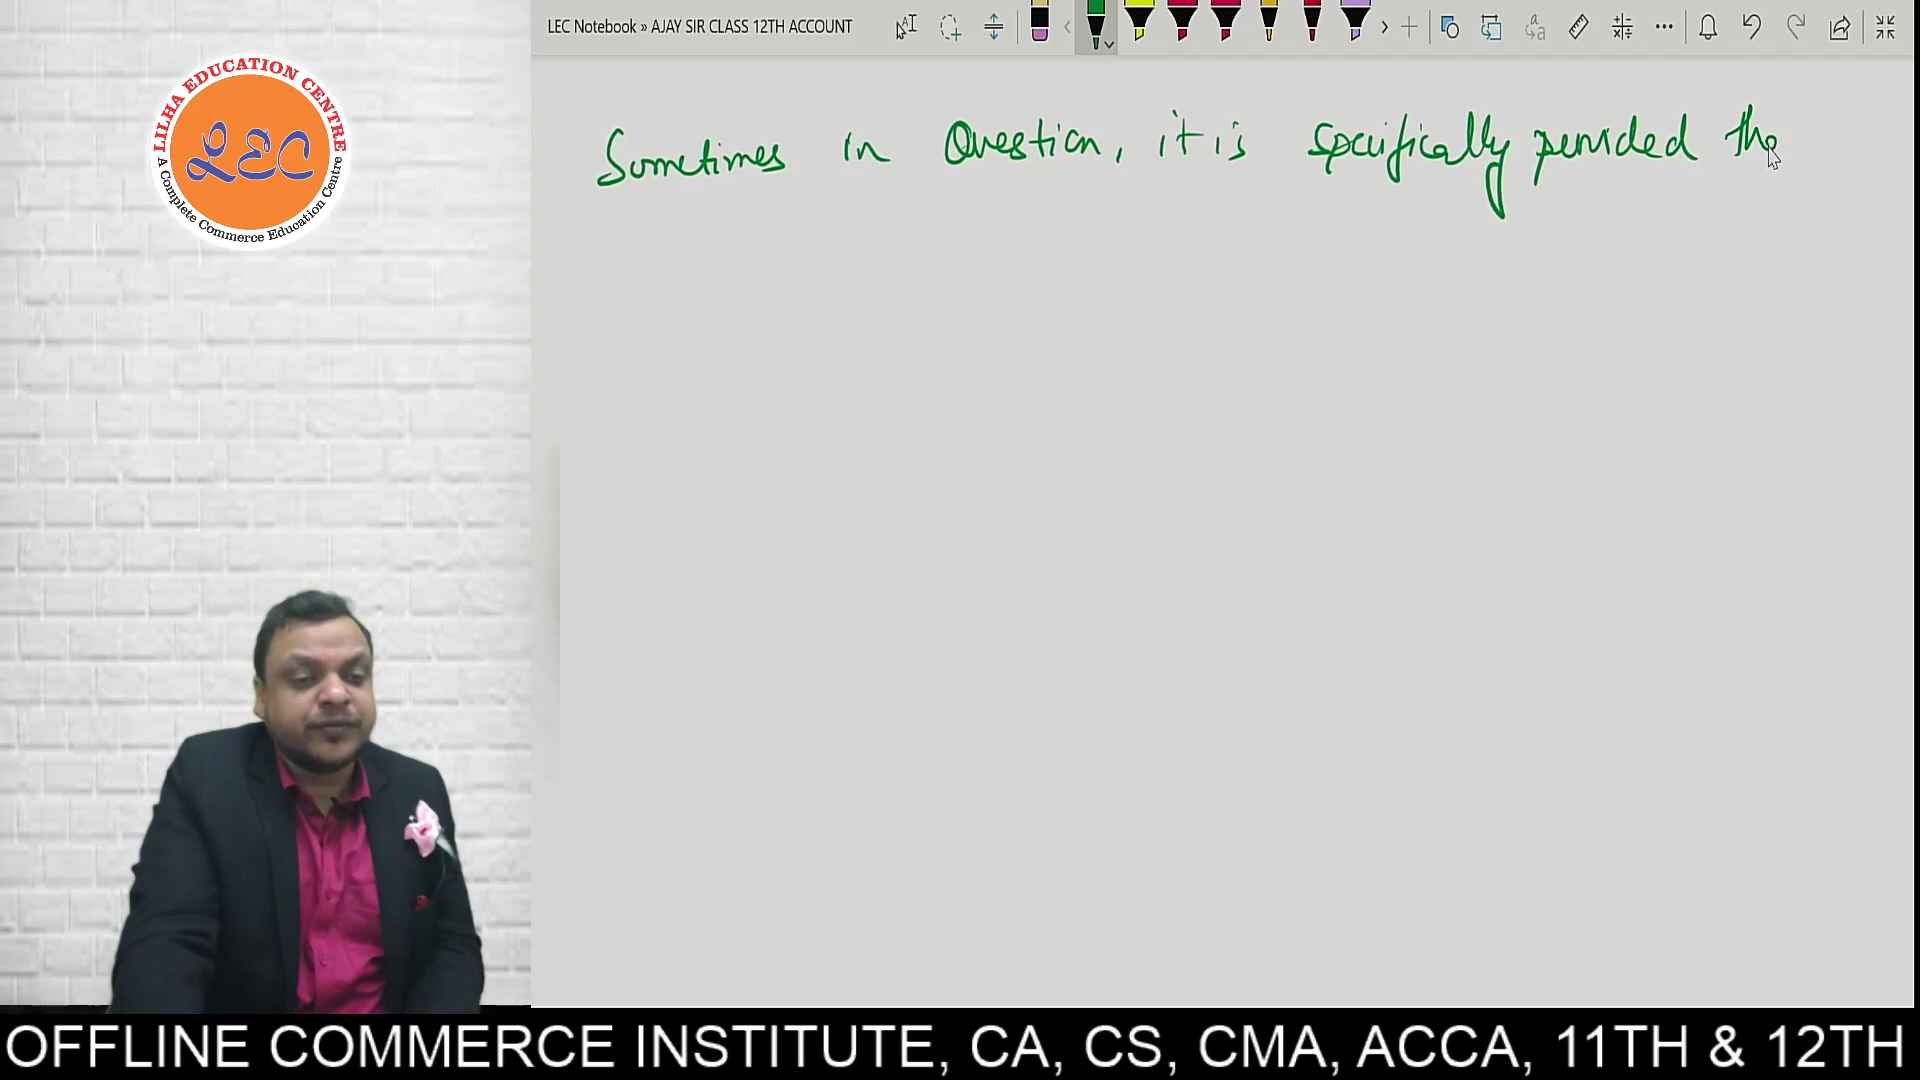 LEC Notebook » AJAY SIR CLASS 12TH ACCOUNT
LILHA EDUCATION CENTRE
LEC
A Complete Commerce Education Centre
Sometimes in Question, it is specifically provided tha
OFFLINE COMMERCE INSTITUTE, CA, CS, CMA, ACCA, 11TH & 12TH